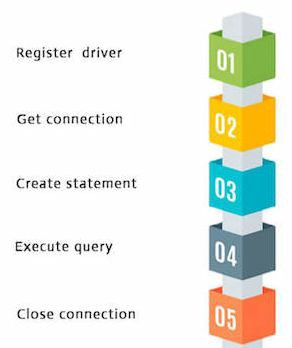 Register driver
01
Get connection
02
Create statement
03
Execute query
04
Close connection
05